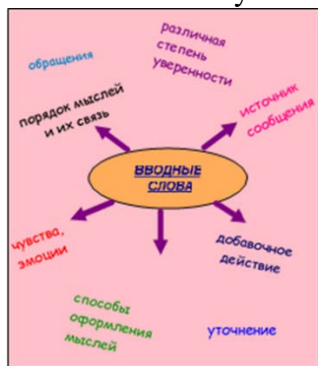 обращения
различная
степень
уверенности
порядок мыслей
и их связь
источник
сообщения
ВВОДНЫЕ
СЛОВА
чувства,
эмоции
добавочное
действие
способы
оформления
мыслей
уточнение